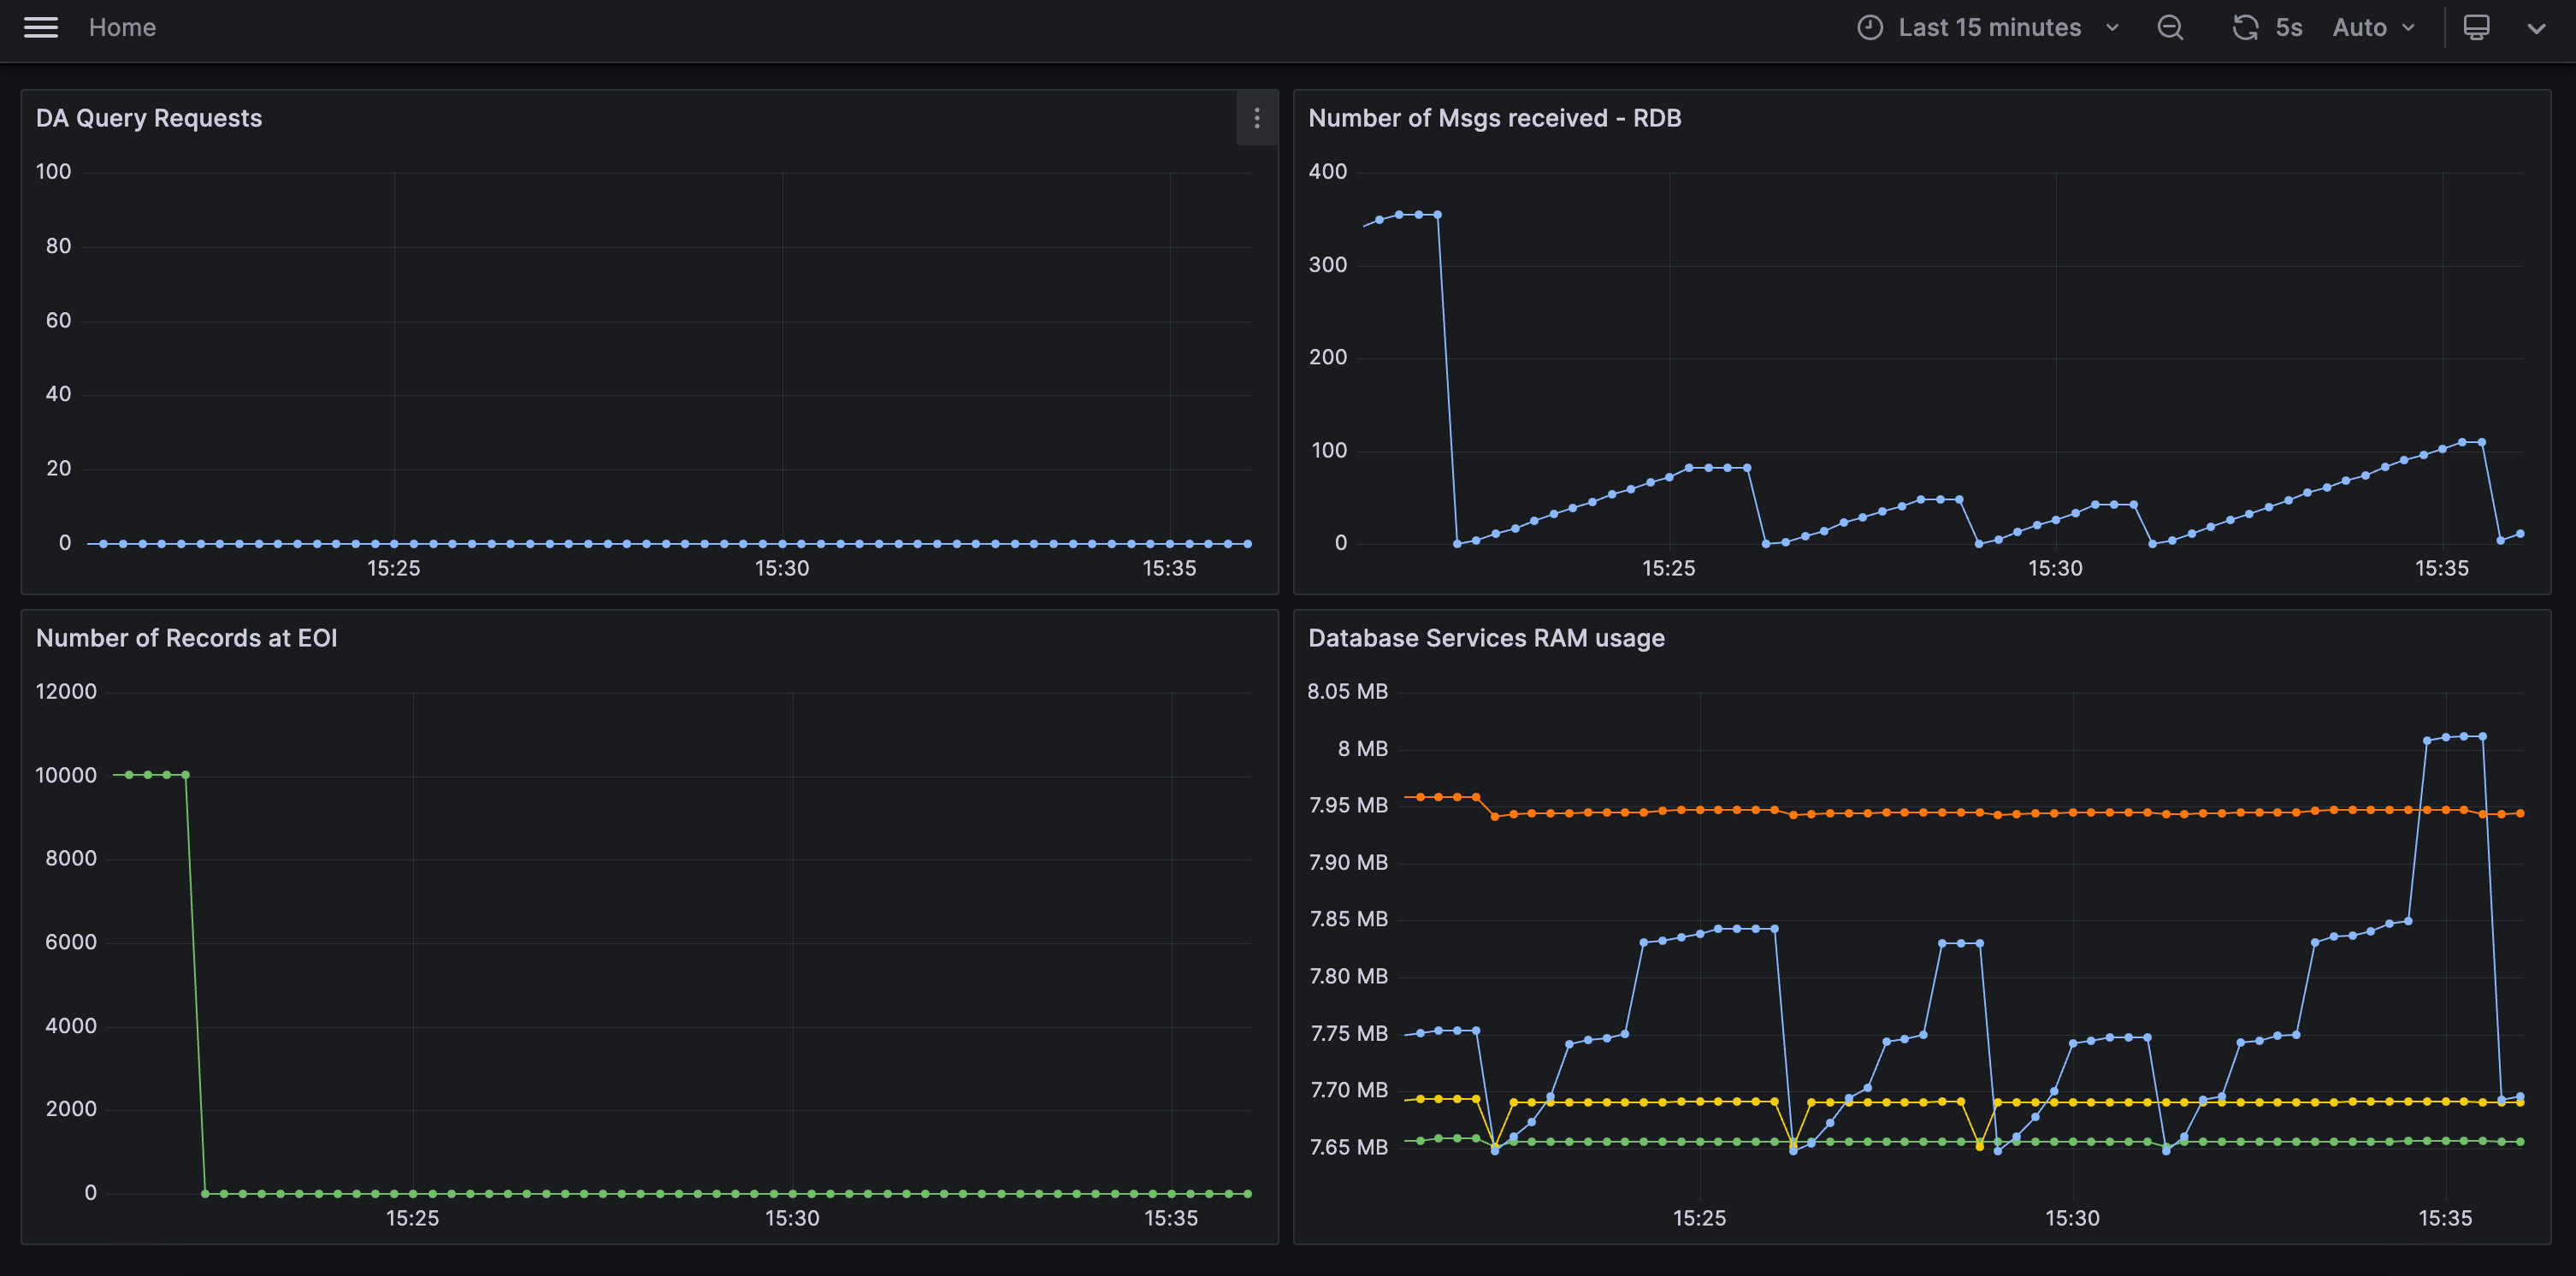 Home
Last 15 minutes
5s
Auto
DA Query Requests
100
80
60
40
20
0
15:25
15:30
15:35
Number of Msgs received - RDB
400
300
200
100
0
15:25
15:30
15:35
Number of Records at EOI
12000
10000
8000
6000
4000
2000
0
15:25
15:30
15:35
Database Services RAM usage
8.05 MB
8 MB
7.95 MB
7.90 MB
7.85 MB
7.80 MB
7.75 MB
7.70 MB
7.65 MB
15:25
15:30
15:35